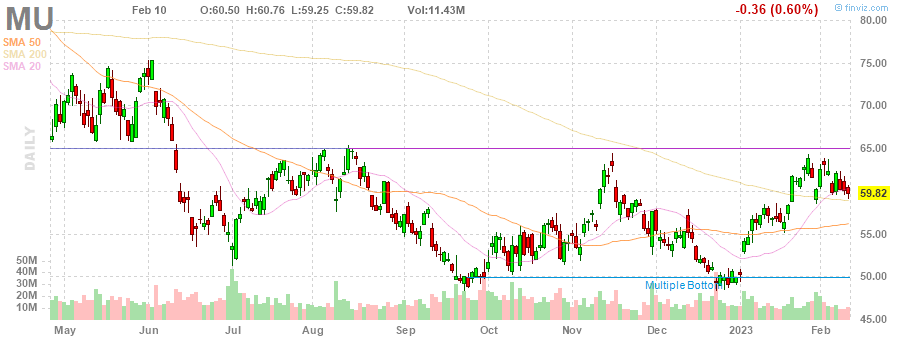 MU
Feb 10 O:60.50 H:60.76 L:59.25 C:59.82 Vol:11.43M
-0.36 (0.60%)
© finviz.com
SMA 50
SMA 200
SMA 20
DAILY
80.00
75.00
70.00
65.00
59.82
55.00
50.00
45.00
50M
40M
30M
20M
10M
Multiple Bottom
May Jun Jul Aug Sep Oct Nov Dec 2023 Feb